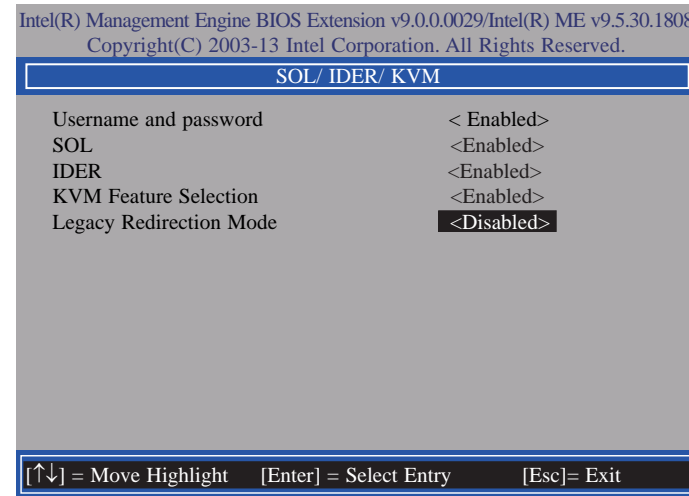 Intel(R) Management Engine BIOS Extension v9.0.0.0029/Intel(R) ME v9.5.30.1808
Copyright(C) 2003-13 Intel Corporation. All Rights Reserved.
SOL/ IDER/ KVM
Username and password < Enabled>
SOL <Enabled>
IDER <Enabled>
KVM Feature Selection <Enabled>
Legacy Redirection Mode <Disabled>
[↑↓] = Move Highlight [Enter] = Select Entry [Esc]= Exit